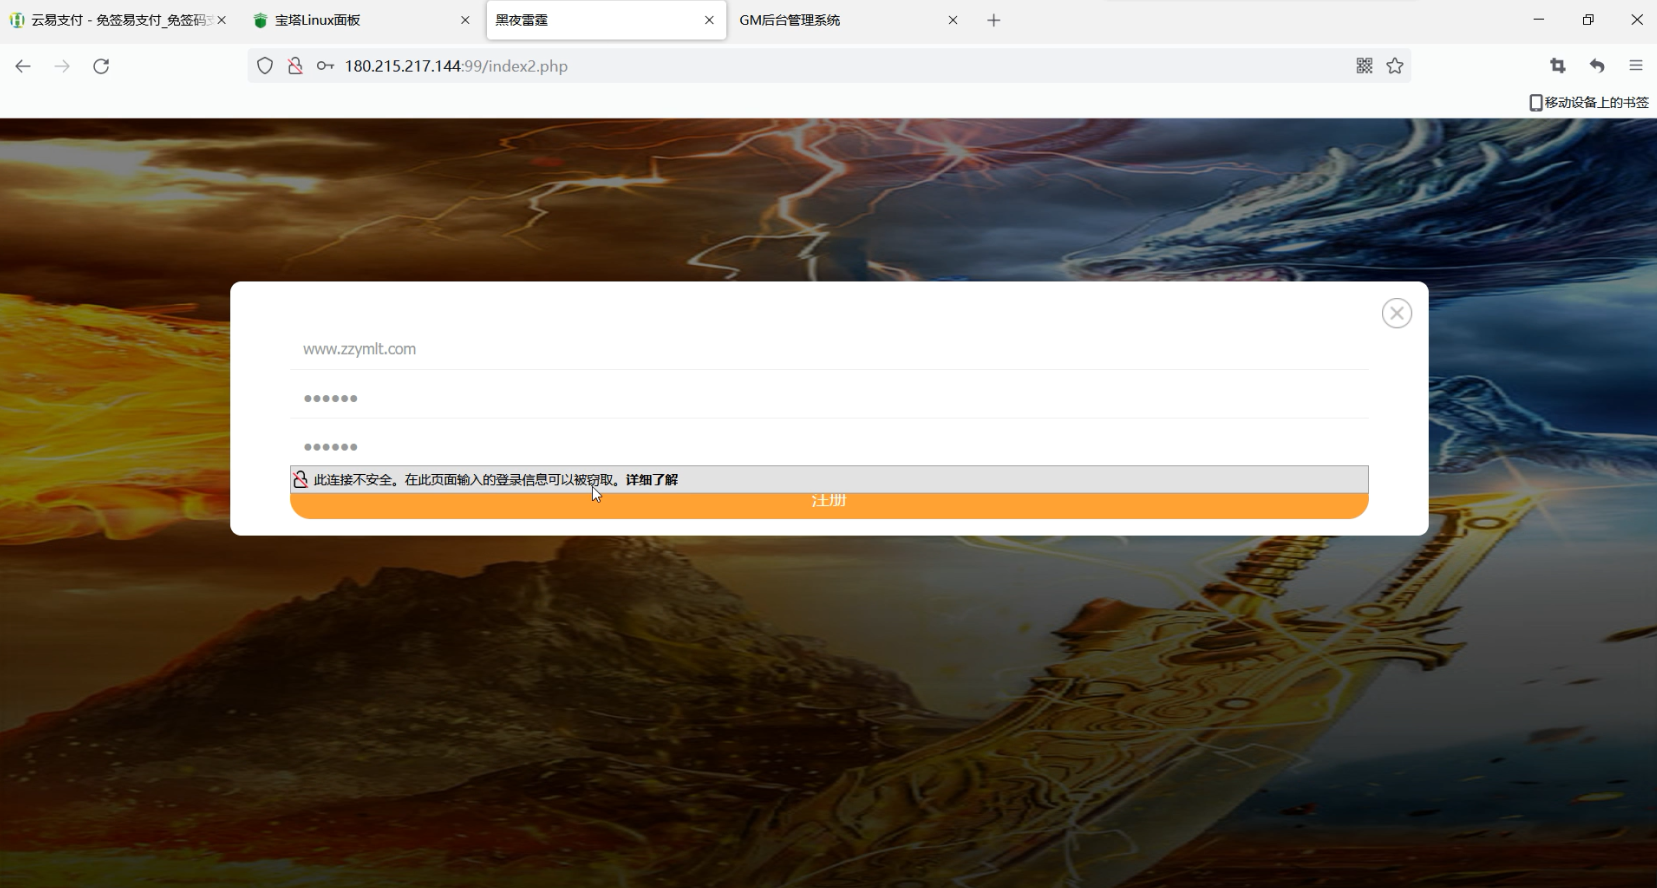 云易支付 - 免签易支付_免签码
宝塔Linux面板
黑夜雷霆
GM后台管理系统
180.215.217.144:99/index2.php
移动设备上的书签
www.zzymlt.com
••••••
••••••
此连接不安全。在此页面输入的登录信息可以被窃取。详细了解
注册